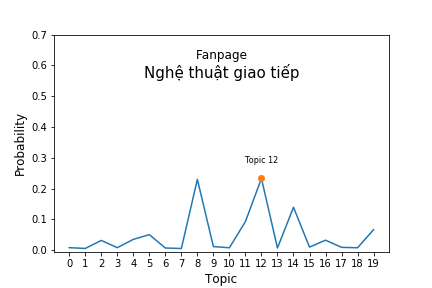 Fanpage
Nghệ thuật giao tiếp
Topic 12
Probability
0.7
0.6
0.5
0.4
0.3
0.2
0.1
0.0
0 1 2 3 4 5 6 7 8 9 10 11 12 13 14 15 16 17 18 19
Topic